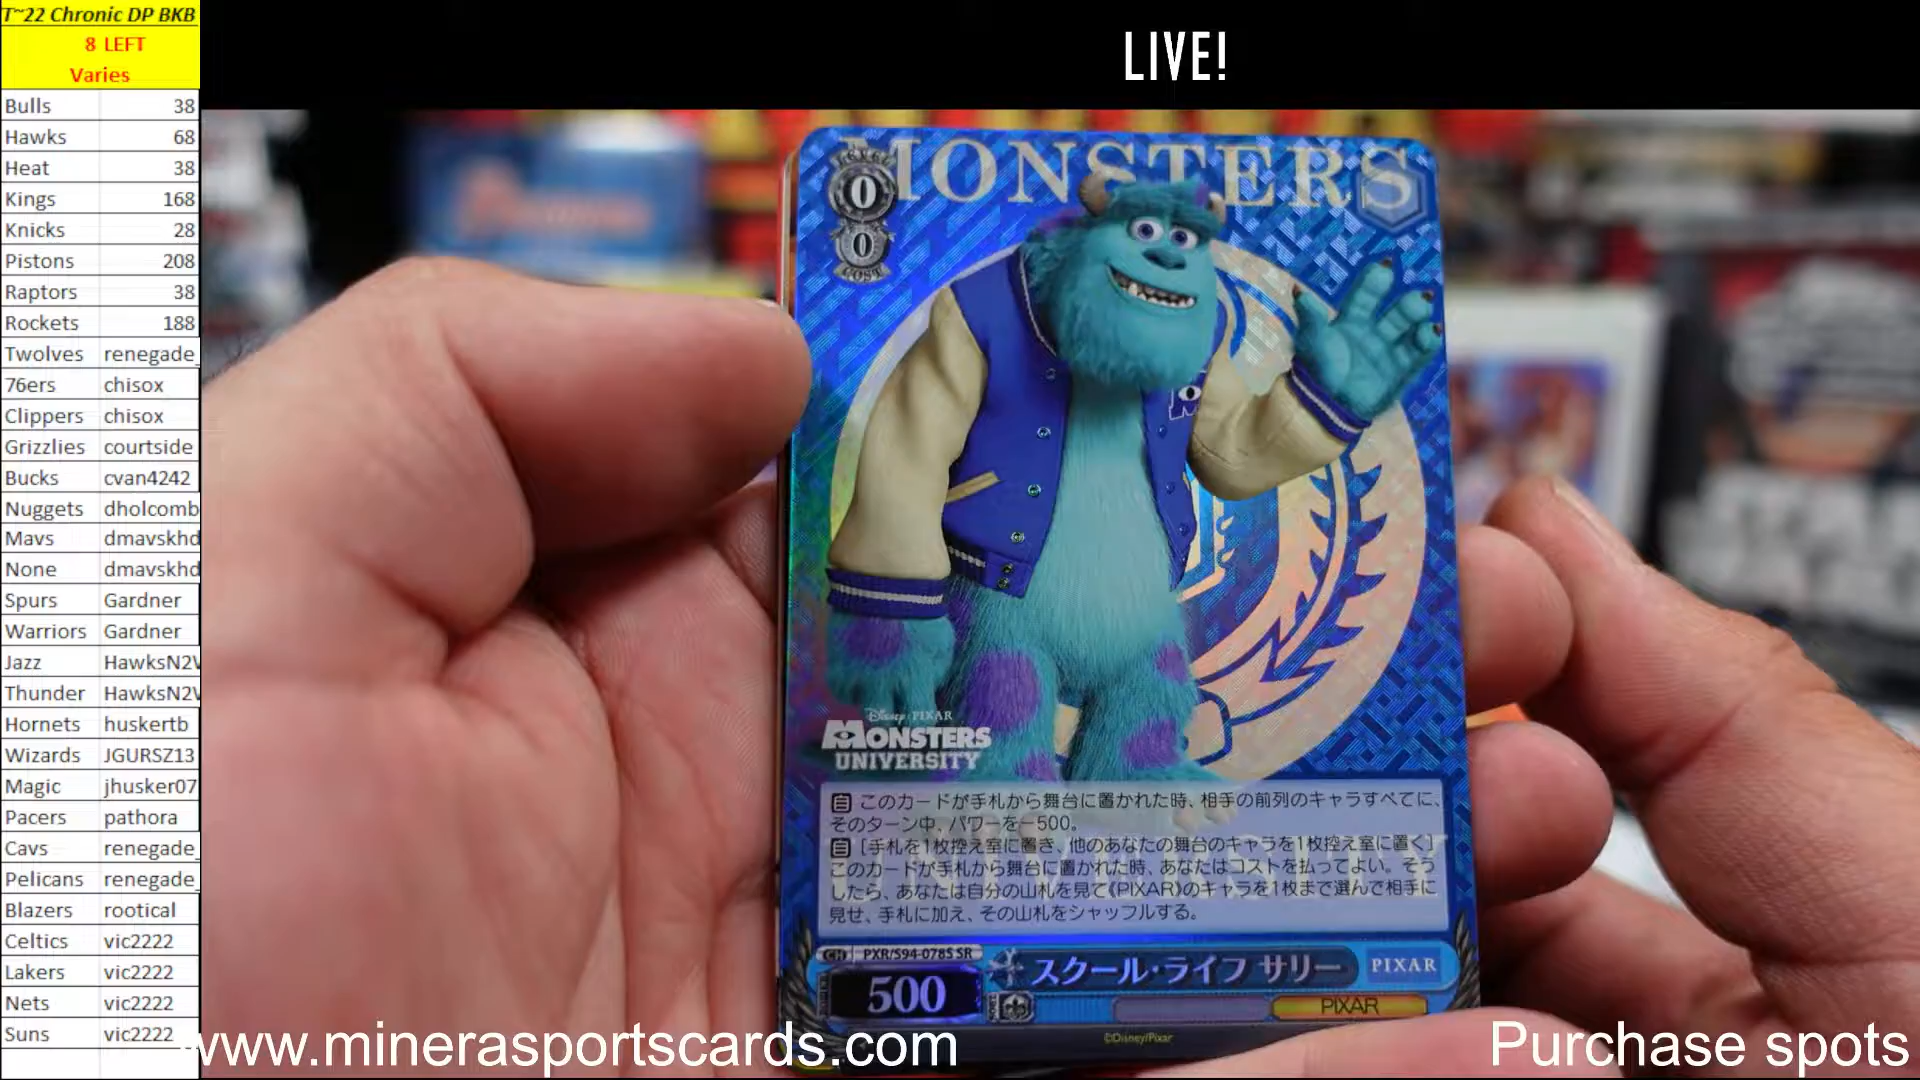 T~22 Chronic DP BKB
8 LEFT
Varies
Bulls 38
Hawks 68
Heat 38
Kings 168
Knicks 28
Pistons 208
Raptors 38
Rockets 188
Twolves renegade_
76ers chisox
Clippers chisox
Grizzlies courtside
Bucks cvan4242
Nuggets dholcomb
Mavs dmavskhd
None dmavskhd
Spurs Gardner
Warriors Gardner
Jazz HawksN2V
Thunder HawksN2V
Hornets huskertb
Wizards JGURSZ13
Magic jhusker07
Pacers pathora
Cavs renegade_
Pelicans renegade_
Blazers rootical
Celtics vic2222
Lakers vic2222
Nets vic2222
Suns vic2222
LIVE!
MONSTERS
LEVEL
0
0
COST
Disney·PIXAR
MONSTERS
UNIVERSITY
このカードが手札から舞台に置かれた時、相手の前列のキャラすべてに、
そのターン中、パワーを－500。
［手札を1枚控え室に置き、他のあなたの舞台のキャラを1枚控え室に置く］
このカードが手札から舞台に置かれた時、あなたはコストを払ってよい。そう
したら、あなたは自分の山札を見て《PIXAR》のキャラを1枚まで選んで相手に
見せ、手札に加え、その山札をシャッフルする。
CH PXR/S94-078S SR
500
スクール・ライフ サリー
PIXAR
PIXAR
©Disney/Pixar
www.minerasportscards.com
Purchase spots